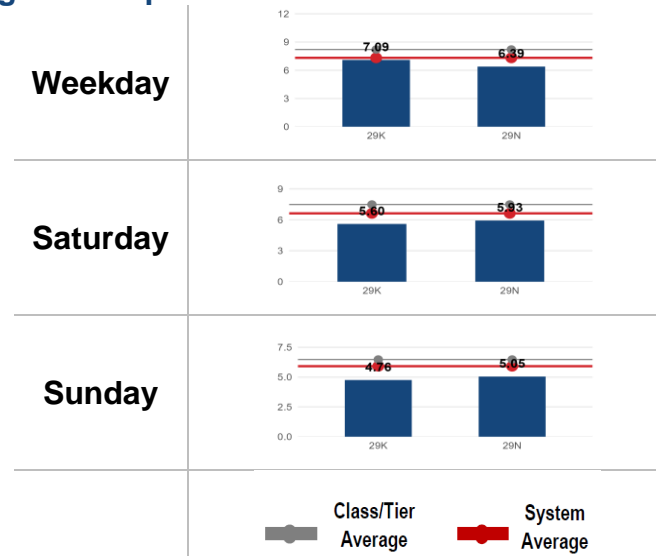 Weekday
12
9
6
3
0
7.09
6.39
29K
29N
Saturday
9
6
3
0
5.60
5.93
29K
29N
Sunday
7.5
5.0
2.5
0.0
4.76
5.05
29K
29N
Class/Tier
Average
System
Average